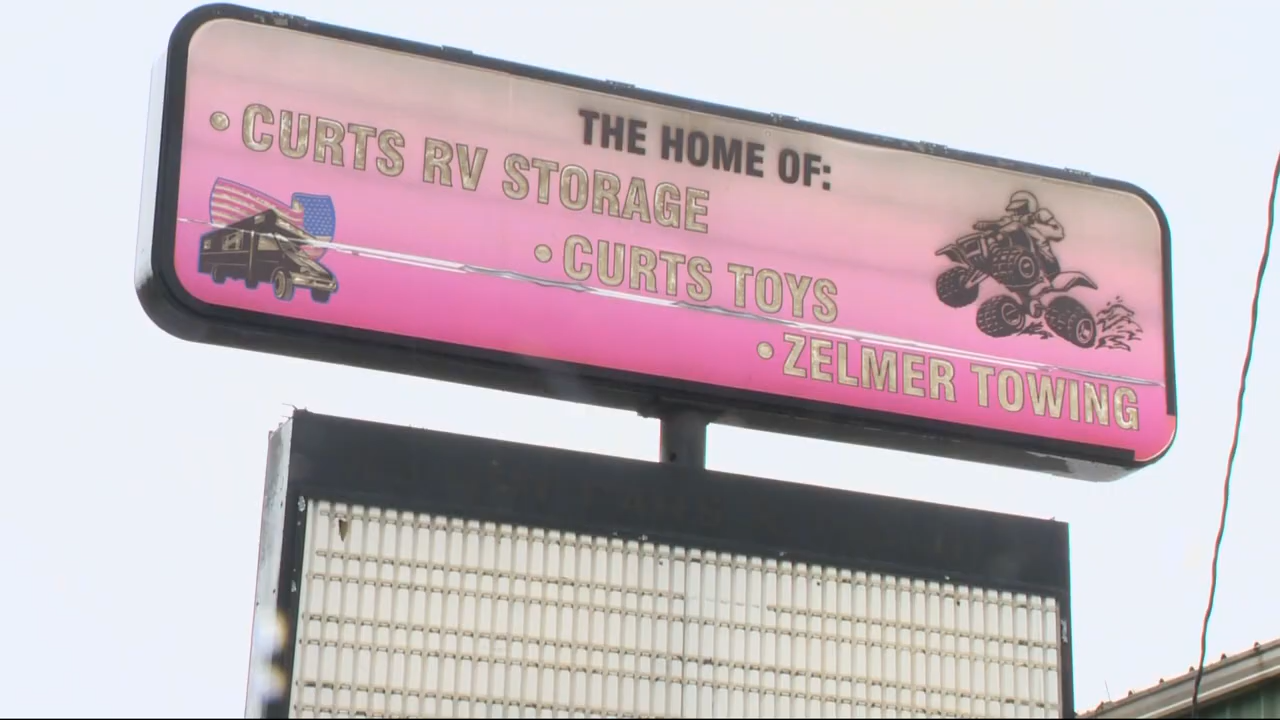 THE HOME OF:
• CURTS RV STORAGE
• CURTS TOYS
• ZELMER TOWING